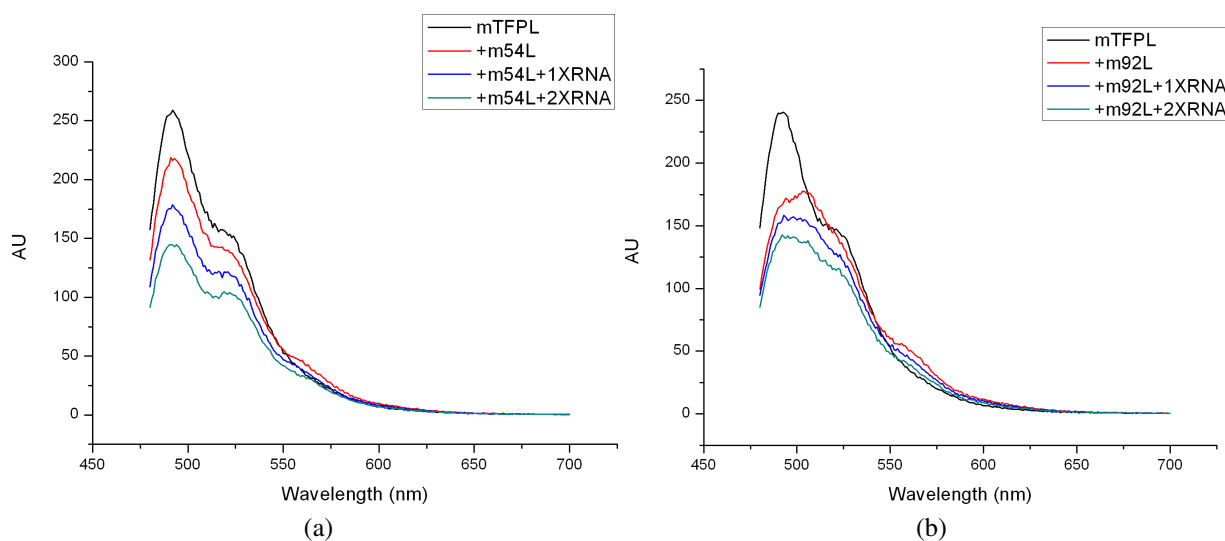 mTFPL
+m54L
+m54L+1XRNA
+m54L+2XRNA
300
250
200
150
100
50
0
AU
450 500 550 600 650 700
Wavelength (nm)
(a)
mTFPL
+m92L
+m92L+1XRNA
+m92L+2XRNA
250
200
150
100
50
0
AU
450 500 550 600 650 700
Wavelength (nm)
(b)